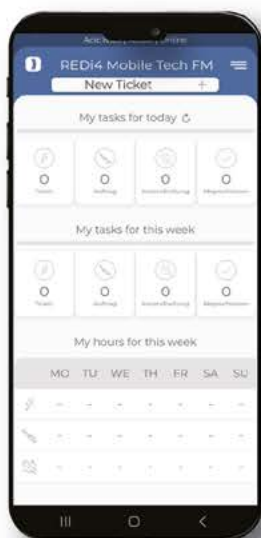 REDi4 Mobile Tech FM
New Ticket +
My tasks for today
0 0 0 0
My tasks for this week
0 0 0 0
My hours for this week
MO TU WE TH FR SA SU
- - - - - - -
- - - - - - -
- - - - - - -